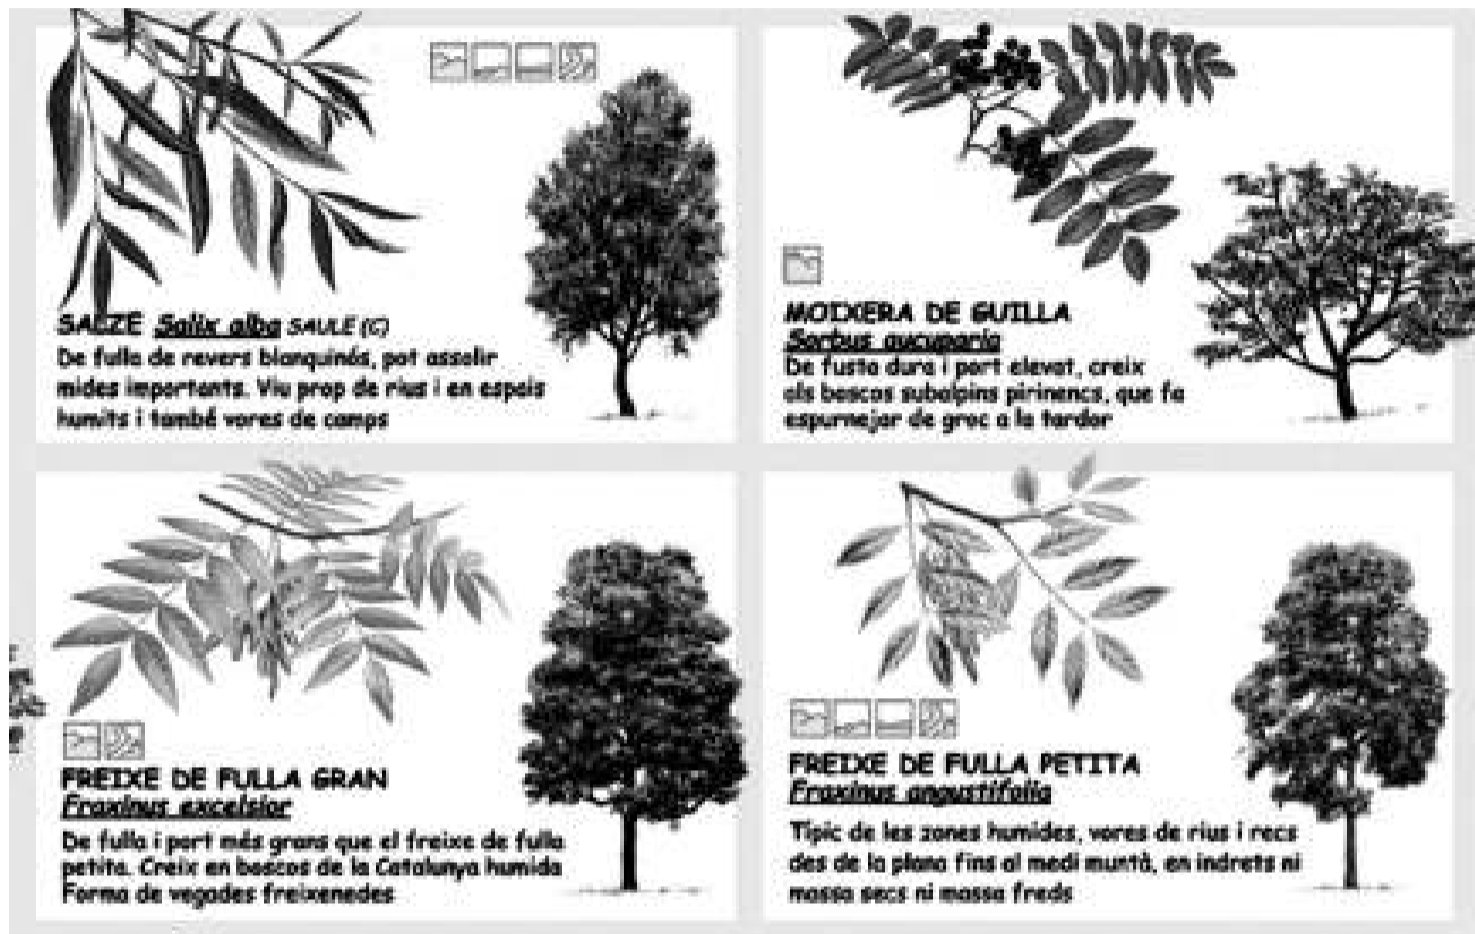 SALZE Salix alba SAULE (C)
De fulla de revers blanquinós, pot assolir
mides importants. Viu prop de rius i en espais
humits i també vores de camps
MOIXERA DE GUILLA
Sorbus aucuparia
De fusta dura i port elevat, creix
als boscos subalpins pirinencs, que fa
espurnejar de groc a la tardor
FREIXE DE FULLA GRAN
Fraxinus excelsior
De fulla i port més grans que el freixe de fulla
petita. Creix en boscos de la Catalunya humida
Forma de vegades freixenedes
FREIXE DE FULLA PETITA
Fraxinus angustifolia
Típic de les zones humides, vores de rius i recs
des de la plana fins al medi muntà, en indrets ni
massa secs ni massa freds